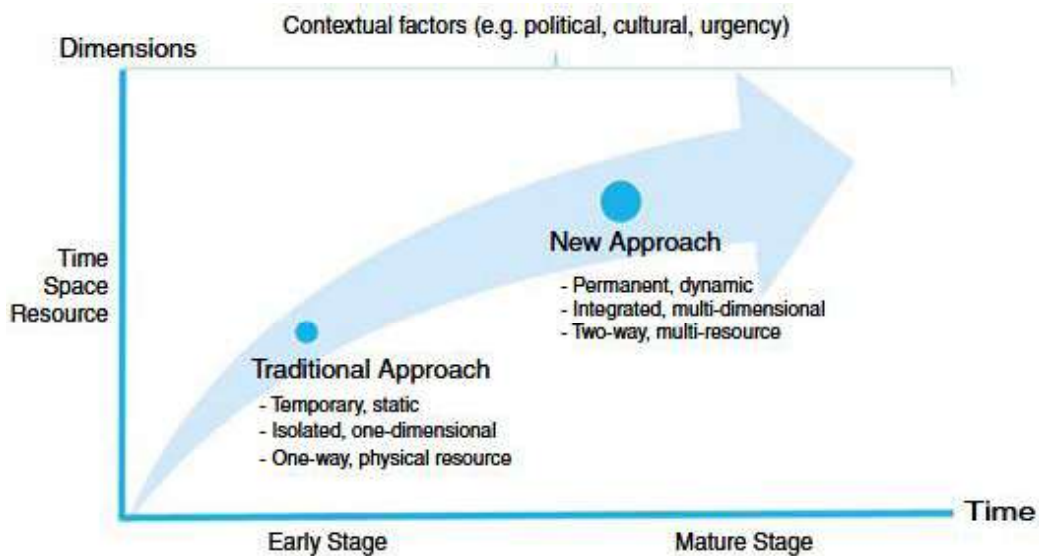 Contextual factors (e.g. political, cultural, urgency)
Dimensions
Time
Space
Resource
New Approach
- Permanent, dynamic
- Integrated, multi-dimensional
- Two-way, multi-resource
Traditional Approach
- Temporary, static
- Isolated, one-dimensional
- One-way, physical resource
Time
Early Stage
Mature Stage